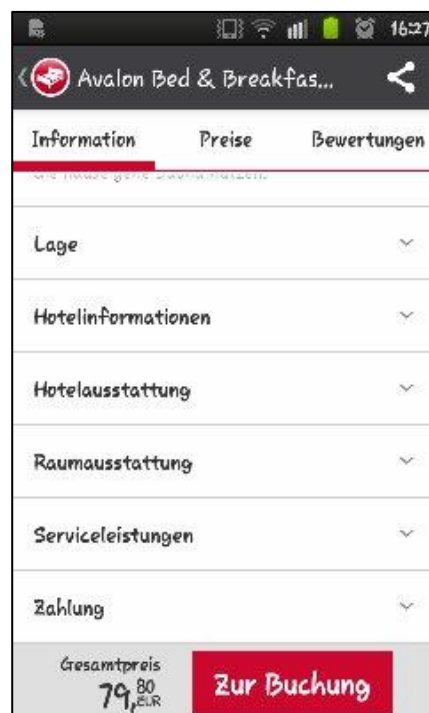 16:27
Avalon Bed & Breakfas...
Information Preise Bewertungen
Lage
Hotelinformationen
Hotelausstattung
Raumausstattung
Serviceleistungen
Zahlung
Gesamtpreis
79,80 EUR
Zur Buchung